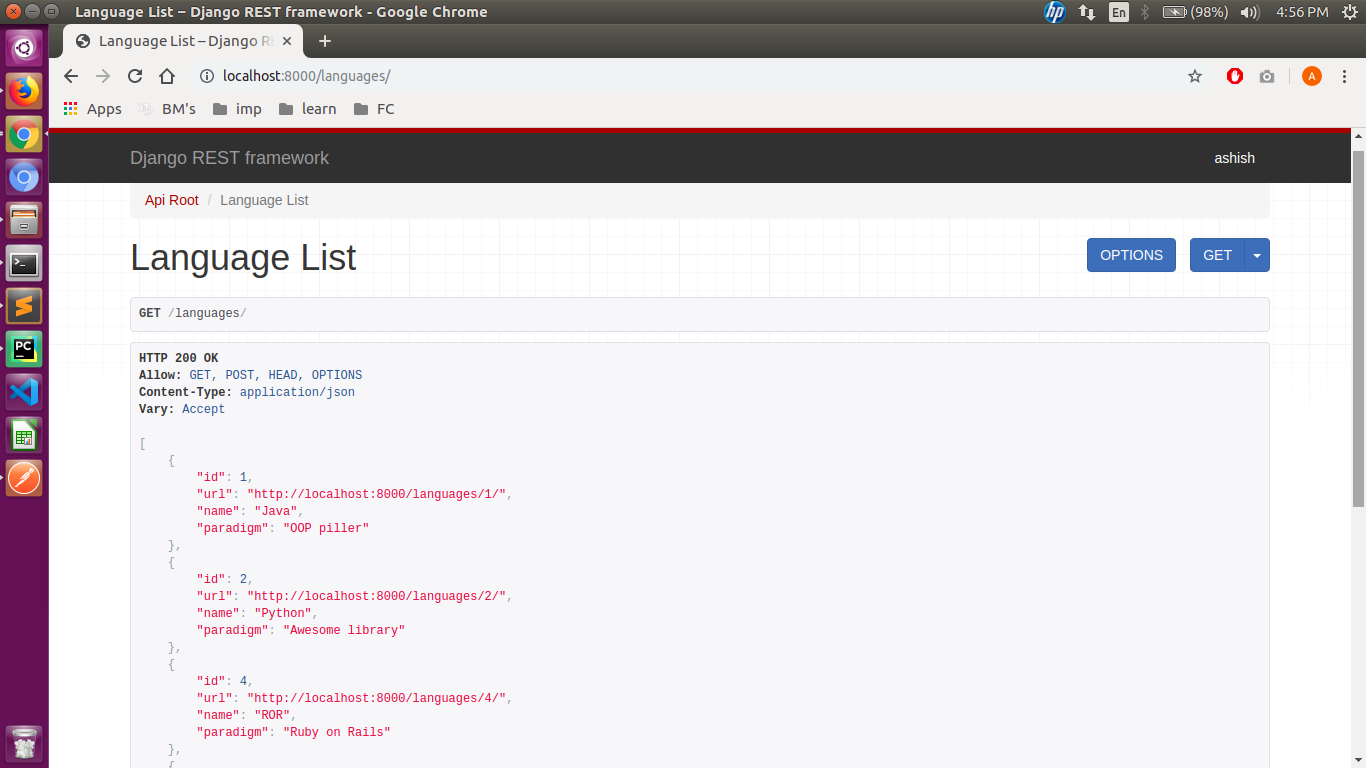 Language List – Django REST framework - Google Chrome
En
(98%)
4:56 PM
Language List – Django R
localhost:8000/languages/
A
Apps
BM's
imp
learn
FC
Django REST framework
ashish
Api Root / Language List
Language List
OPTIONS
GET
GET /languages/
HTTP 200 OK
Allow: GET, POST, HEAD, OPTIONS
Content-Type: application/json
Vary: Accept
[
{
"id": 1,
"url": "http://localhost:8000/languages/1/",
"name": "Java",
"paradigm": "OOP piller"
},
{
"id": 2,
"url": "http://localhost:8000/languages/2/",
"name": "Python",
"paradigm": "Awesome library"
},
{
"id": 4,
"url": "http://localhost:8000/languages/4/",
"name": "ROR",
"paradigm": "Ruby on Rails"
},
{
hp
PC